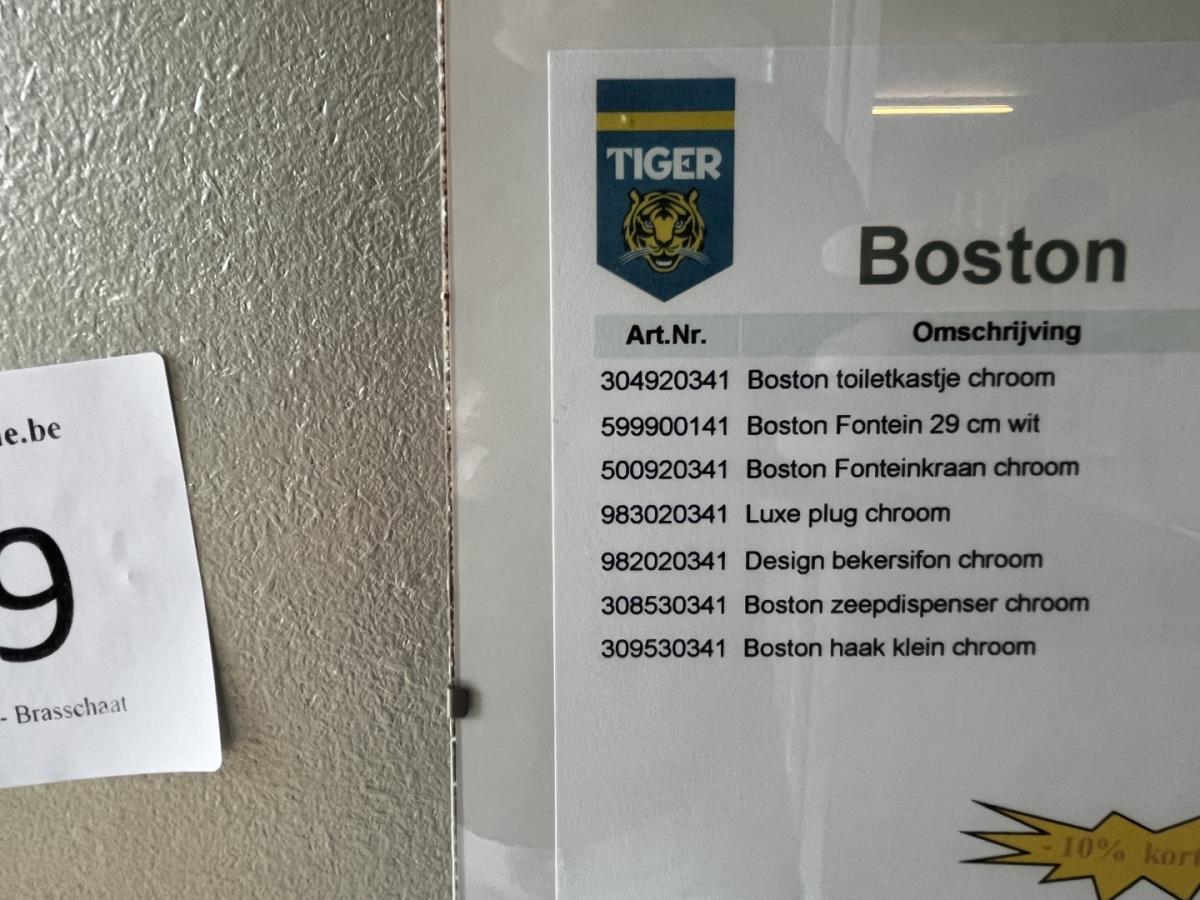 TIGER
Boston
Art.Nr. Omschrijving
304920341 Boston toiletkastje chroom
599900141 Boston Fontein 29 cm wit
500920341 Boston Fonteinkraan chroom
983020341 Luxe plug chroom
982020341 Design bekersifon chroom
308530341 Boston zeepdispenser chroom
309530341 Boston haak klein chroom
- 10%
e.be
9
- Brasschaat